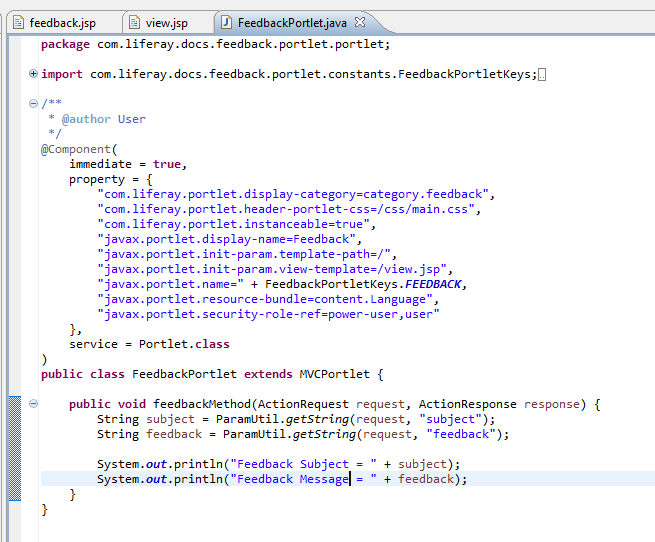 feedback.jsp view.jsp FeedbackPortlet.java
package com.liferay.docs.feedback.portlet.portlet;
import com.liferay.docs.feedback.portlet.constants.FeedbackPortletKeys;
/**
 * @author User
 */
@Component(
    immediate = true,
    property = {
        "com.liferay.portlet.display-category=category.feedback",
        "com.liferay.portlet.header-portlet-css=/css/main.css",
        "com.liferay.portlet.instanceable=true",
        "javax.portlet.display-name=Feedback",
        "javax.portlet.init-param.template-path=/",
        "javax.portlet.init-param.view-template=/view.jsp",
        "javax.portlet.name=" + FeedbackPortletKeys.FEEDBACK,
        "javax.portlet.resource-bundle=content.Language",
        "javax.portlet.security-role-ref=power-user,user"
    },
    service = Portlet.class
)
public class FeedbackPortlet extends MVCPortlet {
    public void feedbackMethod(ActionRequest request, ActionResponse response) {
        String subject = ParamUtil.getString(request, "subject");
        String feedback = ParamUtil.getString(request, "feedback");
        System.out.println("Feedback Subject = " + subject);
        System.out.println("Feedback Message = " + feedback);
    }
}